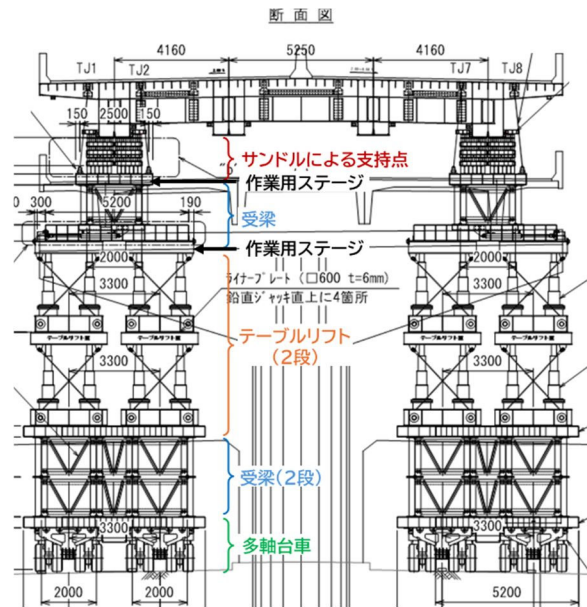 断面図
4160 5250 4160
TJ1 TJ2 TJ7 TJ8
150 2500 150
サンドルによる支持点
作業用ステージ
300 5200 190
受梁
作業用ステージ
2000 2000
ライナープレート (□600 t=6mm)
鉛直ジャッキ直上に4箇所
3300 3300
テーブルリフト
(2段)
3300 3300
受梁(2段)
3300 3300
多軸台車
2000 2000 5200